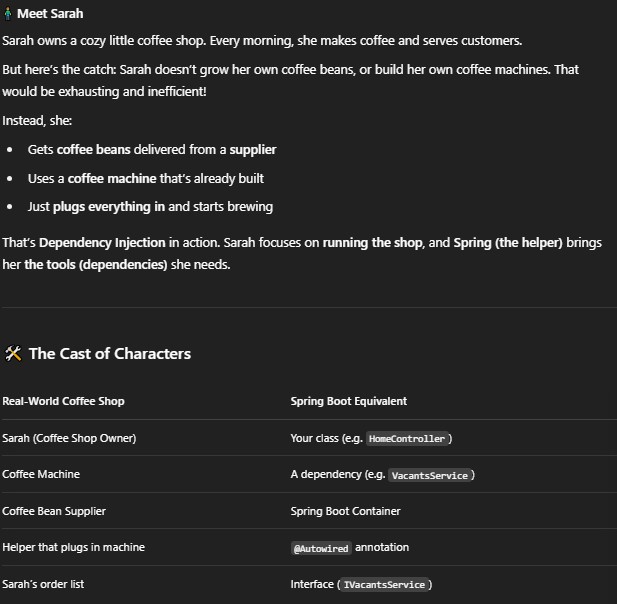 Meet Sarah
Sarah owns a cozy little coffee shop. Every morning, she makes coffee and serves customers.
But here’s the catch: Sarah doesn’t grow her own coffee beans, or build her own coffee machines. That
would be exhausting and inefficient!
Instead, she:
• Gets coffee beans delivered from a supplier
• Uses a coffee machine that’s already built
• Just plugs everything in and starts brewing
That’s Dependency Injection in action. Sarah focuses on running the shop, and Spring (the helper) brings
her the tools (dependencies) she needs.
The Cast of Characters
Real-World Coffee Shop Spring Boot Equivalent
Sarah (Coffee Shop Owner) Your class (e.g. HomeController)
Coffee Machine A dependency (e.g. VacantsService)
Coffee Bean Supplier Spring Boot Container
Helper that plugs in machine @Autowired annotation
Sarah’s order list Interface (IVacantsService)